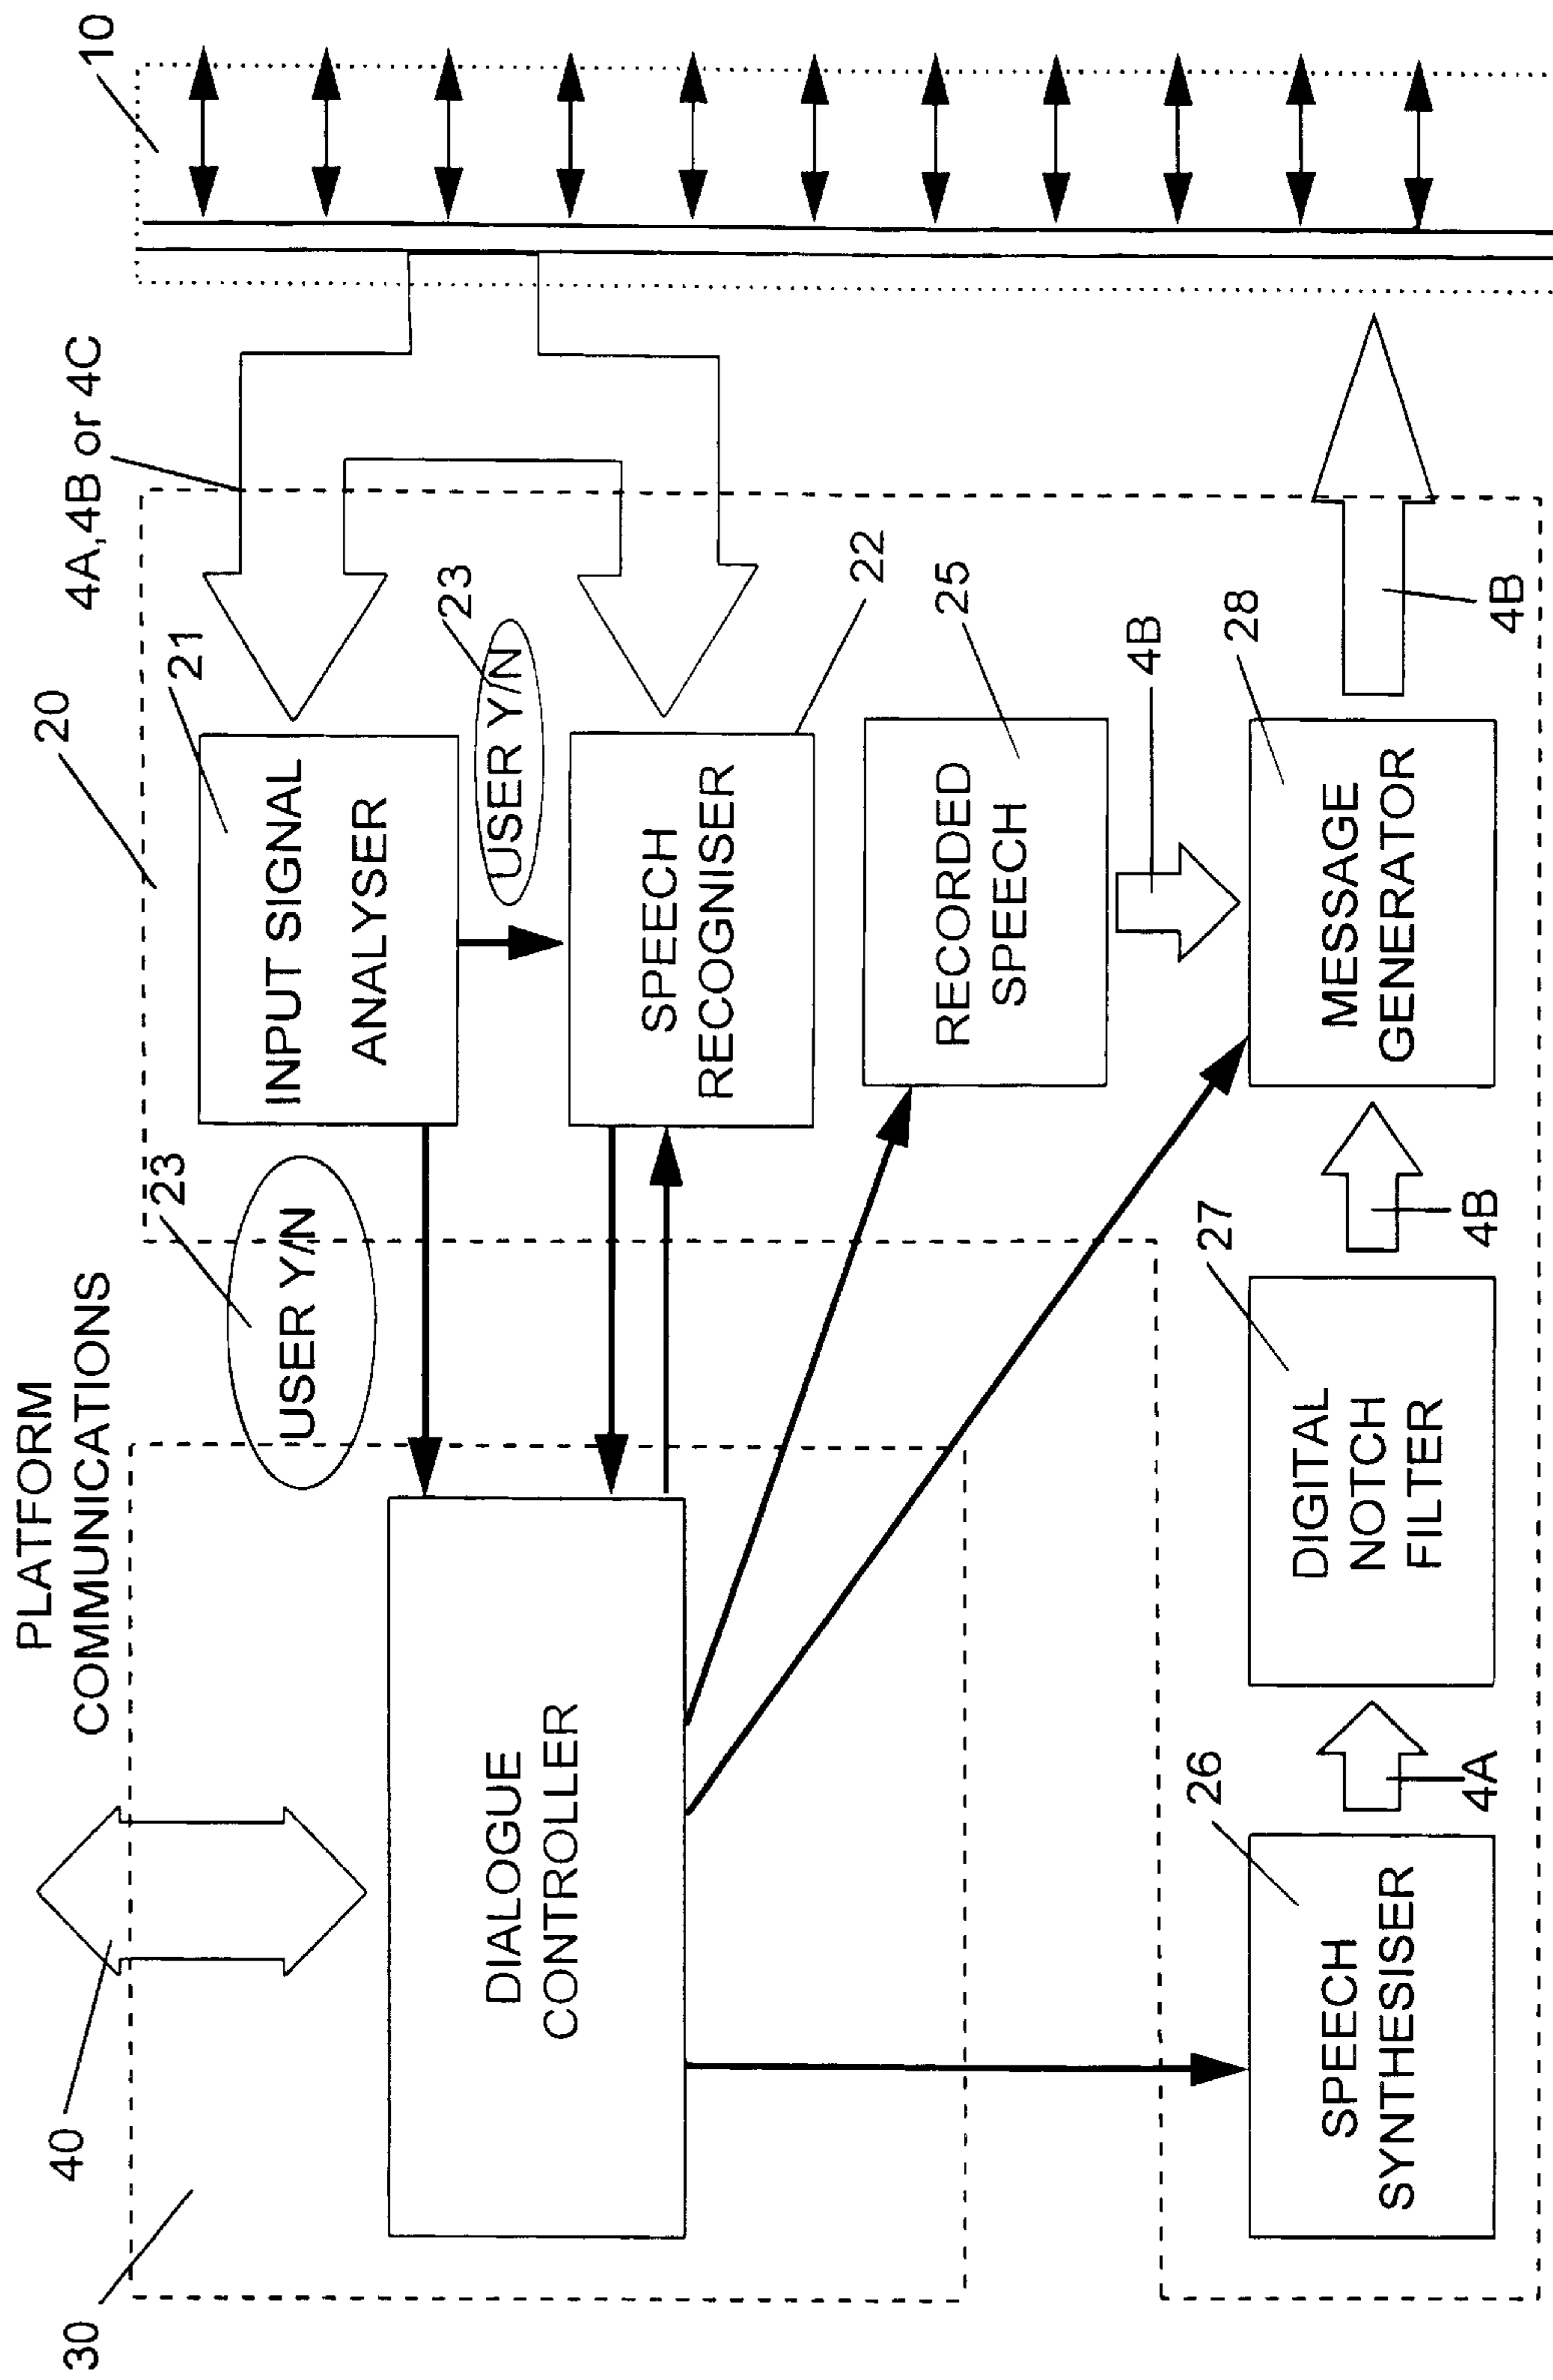 PLATFORM
COMMUNICATIONS
40
30
DIALOGUE
CONTROLLER
23
USER Y/N
20
21
INPUT SIGNAL
ANALYSER
4A,4B or 4C
10
23
USER Y/N
SPEECH
RECOGNISER
22
RECORDED
SPEECH
25
4B
26
SPEECH
SYNTHESISER
4A
27
DIGITAL
NOTCH
FILTER
4B
28
MESSAGE
GENERATOR
4B